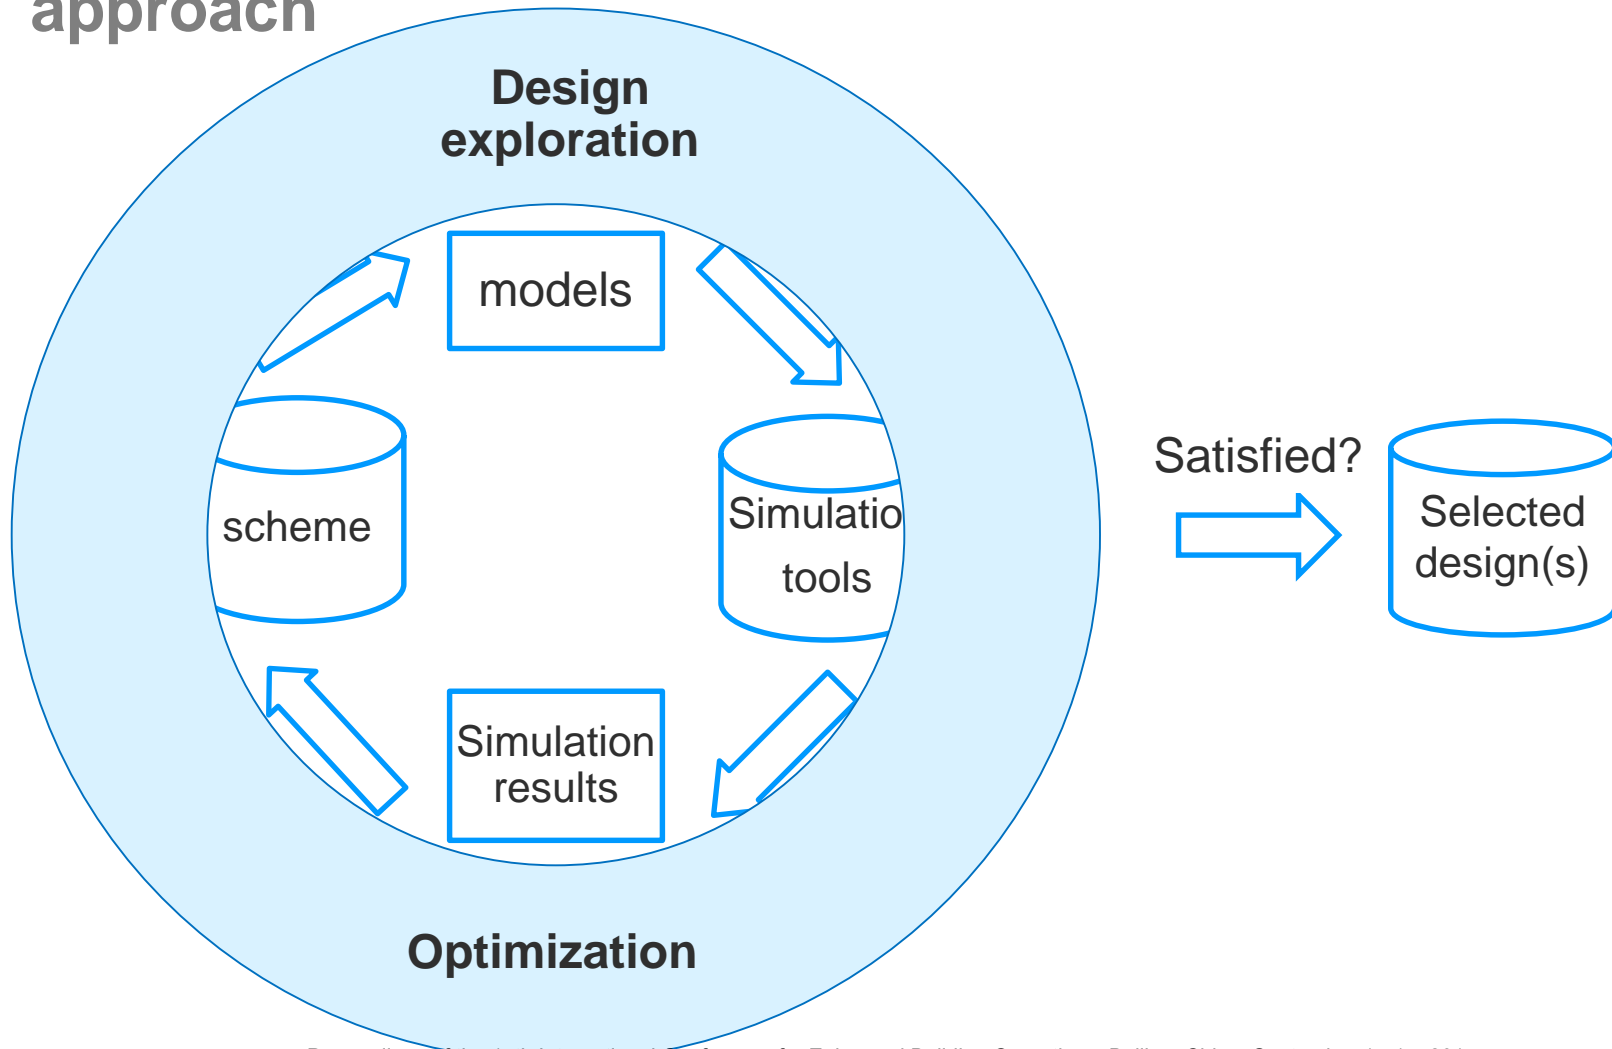 approach
Design
exploration
models
scheme
Simulatio
tools
Simulation
results
Optimization
Satisfied?
Selected
design(s)